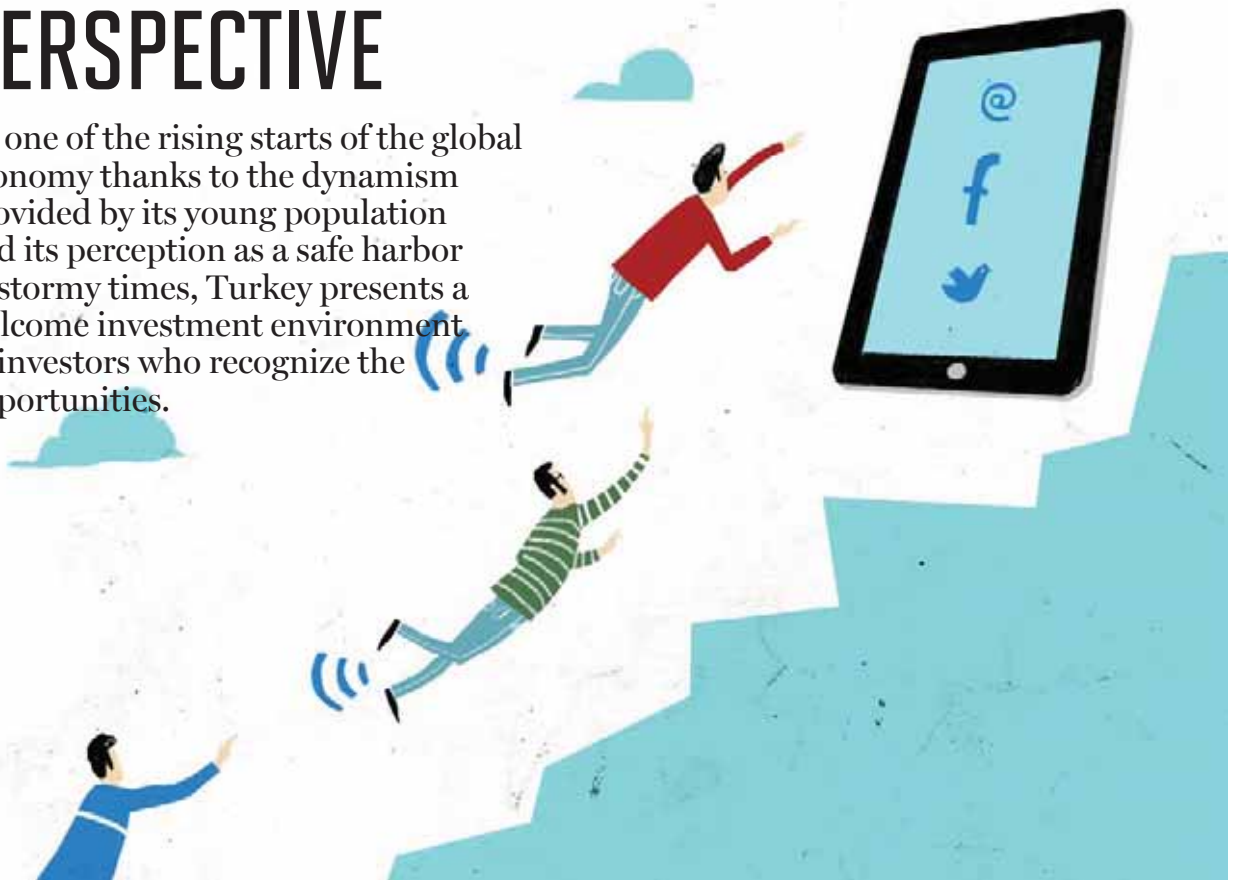 ERSPECTIVE
one of the rising starts of the global
onomy thanks to the dynamism
ovided by its young population
d its perception as a safe harbor
stormy times, Turkey presents a
lcome investment environment
investors who recognize the
portunities.
@
f